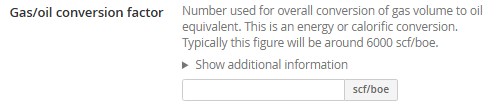 Gas/oil conversion factor
Number used for overall conversion of gas volume to oil
equivalent. This is an energy or calorific conversion.
Typically this figure will be around 6000 scf/boe.
Show additional information
scf/boe